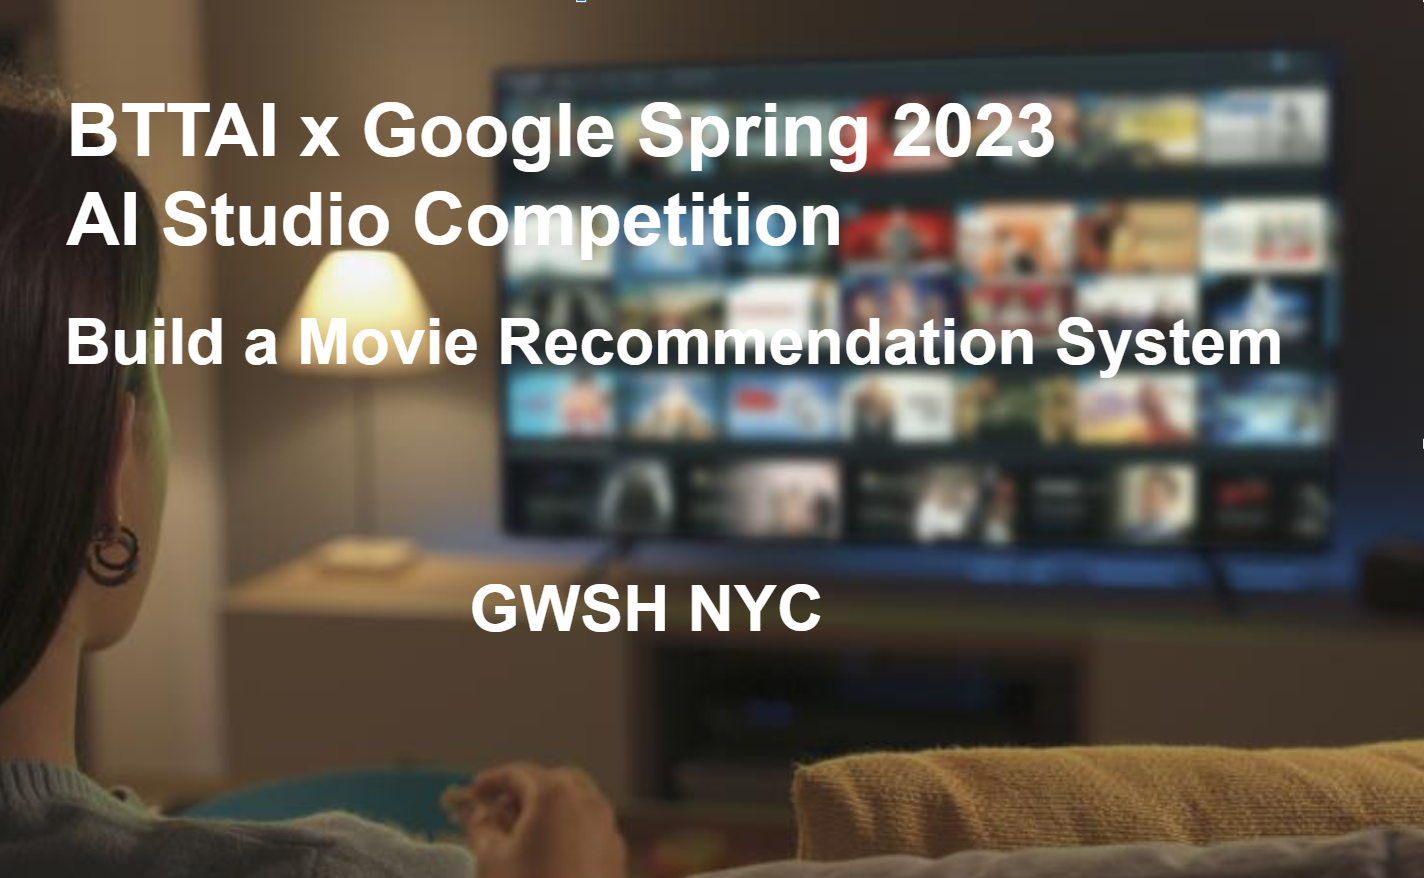 BTTAI x Google Spring 2023
AI Studio Competition
Build a Movie Recommendation System
GWSH NYC